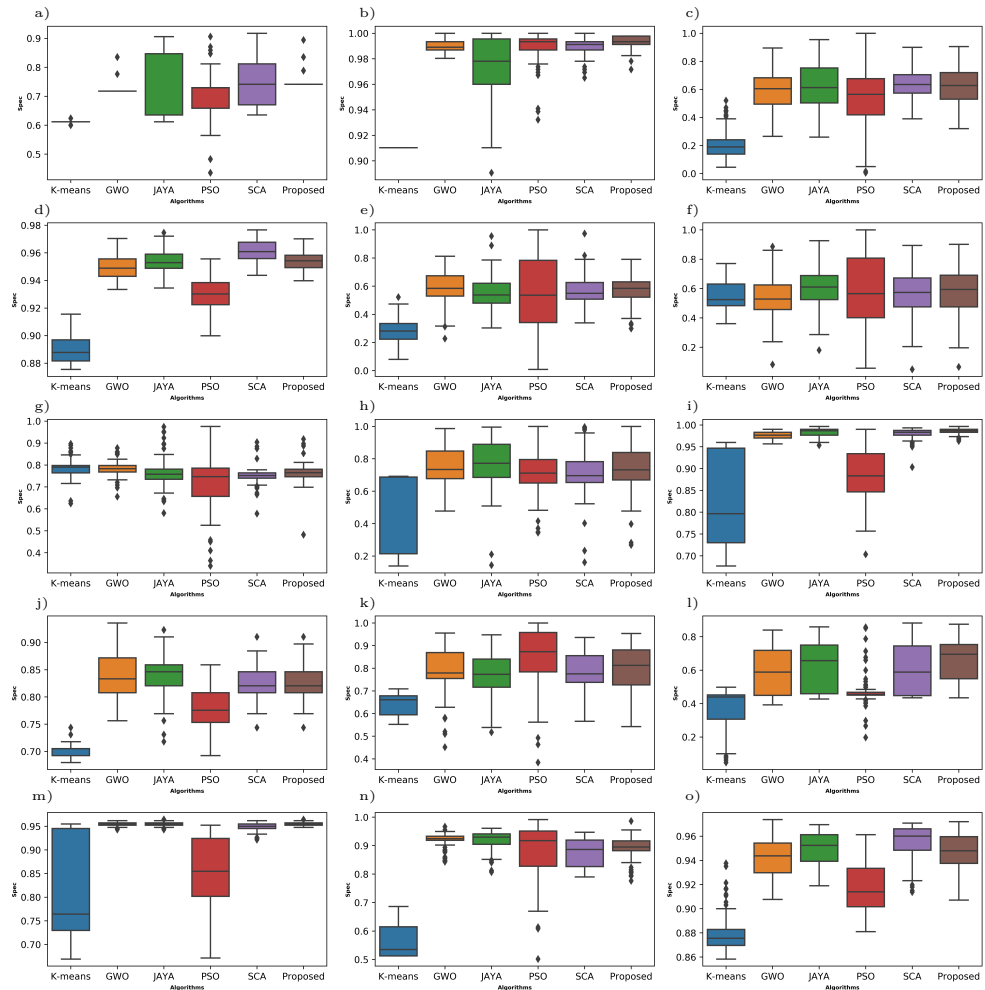 a) b) c)
0.9 0.8 0.7 0.6 0.5
Spec
K-means GWO JAYA PSO SCA Proposed
Algorithms
1.00 0.98 0.96 0.94 0.92 0.90
Spec
K-means GWO JAYA PSO SCA Proposed
Algorithms
1.0 0.8 0.6 0.4 0.2 0.0
Spec
K-means GWO JAYA PSO SCA Proposed
Algorithms
d) e) f)
0.98 0.96 0.94 0.92 0.90 0.88
Spec
K-means GWO JAYA PSO SCA Proposed
Algorithms
1.0 0.8 0.6 0.4 0.2 0.0
Spec
K-means GWO JAYA PSO SCA Proposed
Algorithms
1.0 0.8 0.6 0.4 0.2
Spec
K-means GWO JAYA PSO SCA Proposed
Algorithms
g) h) i)
1.0 0.9 0.8 0.7 0.6 0.5 0.4
Spec
K-means GWO JAYA PSO SCA Proposed
Algorithms
1.0 0.8 0.6 0.4 0.2
Spec
K-means GWO JAYA PSO SCA Proposed
Algorithms
1.00 0.95 0.90 0.85 0.80 0.75 0.70
Spec
K-means GWO JAYA PSO SCA Proposed
Algorithms
j) k) l)
0.90 0.85 0.80 0.75 0.70
Spec
K-means GWO JAYA PSO SCA Proposed
Algorithms
1.0 0.9 0.8 0.7 0.6 0.5 0.4
Spec
K-means GWO JAYA PSO SCA Proposed
Algorithms
0.8 0.6 0.4 0.2
Spec
K-means GWO JAYA PSO SCA Proposed
Algorithms
m) n) o)
0.95 0.90 0.85 0.80 0.75 0.70
Spec
K-means GWO JAYA PSO SCA Proposed
Algorithms
1.0 0.9 0.8 0.7 0.6 0.5
Spec
K-means GWO JAYA PSO SCA Proposed
Algorithms
0.96 0.94 0.92 0.90 0.88 0.86
Spec
K-means GWO JAYA PSO SCA Proposed
Algorithms